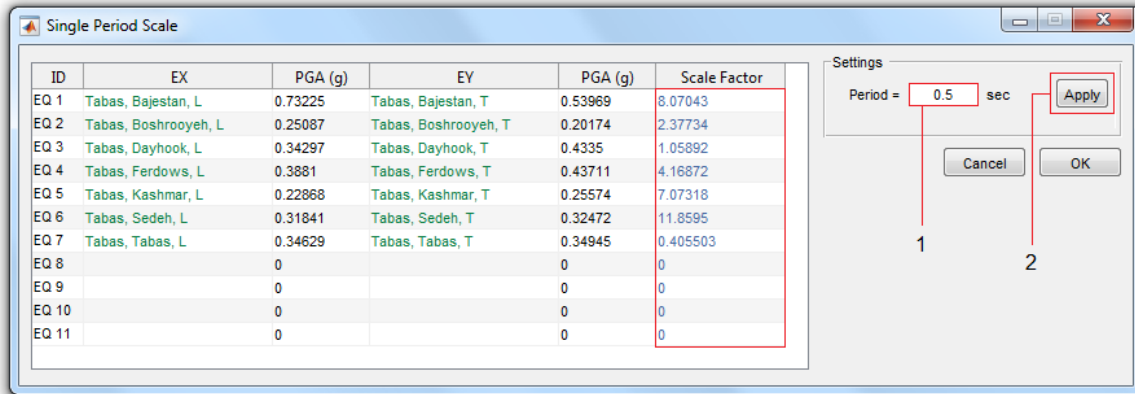 Single Period Scale
ID EX PGA (g) EY PGA (g) Scale Factor
EQ 1 Tabas, Bajestan, L 0.73225 Tabas, Bajestan, T 0.53969 8.07043
EQ 2 Tabas, Boshrooyeh, L 0.25087 Tabas, Boshrooyeh, T 0.20174 2.37734
EQ 3 Tabas, Dayhook, L 0.34297 Tabas, Dayhook, T 0.4335 1.05892
EQ 4 Tabas, Ferdows, L 0.3881 Tabas, Ferdows, T 0.43711 4.16872
EQ 5 Tabas, Kashmar, L 0.22868 Tabas, Kashmar, T 0.25574 7.07318
EQ 6 Tabas, Sedeh, L 0.31841 Tabas, Sedeh, T 0.32472 11.8595
EQ 7 Tabas, Tabas, L 0.34629 Tabas, Tabas, T 0.34945 0.405503
EQ 8 0 0 0
EQ 9 0 0 0
EQ 10 0 0 0
EQ 11 0 0 0
Settings
Period = 0.5 sec Apply
Cancel OK
1
2